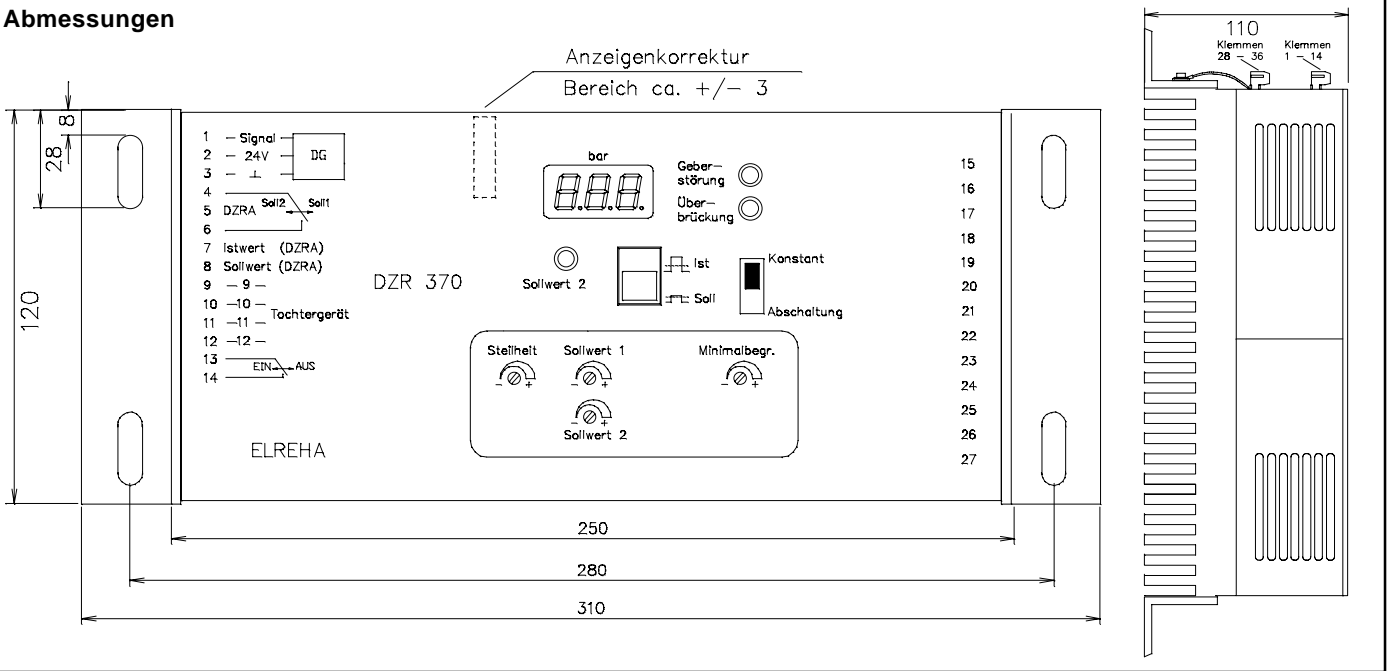 Abmessungen
Anzeigenkorrektur
Bereich ca. +/− 3
110
Klemmen
28 − 36
Klemmen
1 − 14
8
28
120
1 − Signal −
2 − 24V −
3 − ⊥ −
DG
4
5 DZRA Soll2 Soll1
6
7 Istwert (DZRA)
8 Sollwert (DZRA)
9 − 9 −
10 −10 −
11 −11 −
12 −12 −
Tochtergerät
13
EIN AUS
14
ELREHA
DZR 370
bar
8.8.8.
Geber−
störung
Über−
brückung
Sollwert 2
Ist
Soll
Konstant
Abschaltung
Steilheit
− +
Sollwert 1
− +
Minimalbegr.
− +
− +
Sollwert 2
15
16
17
18
19
20
21
22
23
24
25
26
27
250
280
310